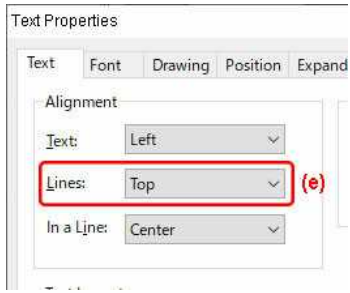 Text Properties
Text Font Drawing Position Expand
Alignment
Text: Left
Lines: Top (e)
In a Line: Center